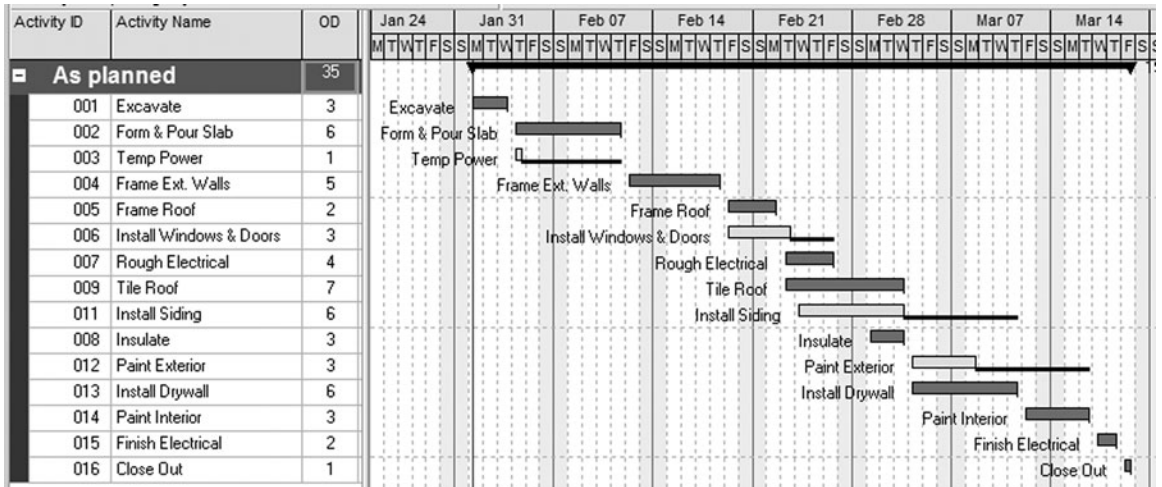 Activity ID Activity Name OD Jan 24 Jan 31 Feb 07 Feb 14 Feb 21 Feb 28 Mar 07 Mar 14
M T W T F S S M T W T F S S M T W T F S S M T W T F S S M T W T F S S M T W T F S S M T W T F S S M T W T F S
As planned 35
001 Excavate 3 Excavate
002 Form & Pour Slab 6 Form & Pour Slab
003 Temp Power 1 Temp Power
004 Frame Ext. Walls 5 Frame Ext. Walls
005 Frame Roof 2 Frame Roof
006 Install Windows & Doors 3 Install Windows & Doors
007 Rough Electrical 4 Rough Electrical
009 Tile Roof 7 Tile Roof
011 Install Siding 6 Install Siding
008 Insulate 3 Insulate
012 Paint Exterior 3 Paint Exterior
013 Install Drywall 6 Install Drywall
014 Paint Interior 3 Paint Interior
015 Finish Electrical 2 Finish Electrical
016 Close Out 1 Close Out